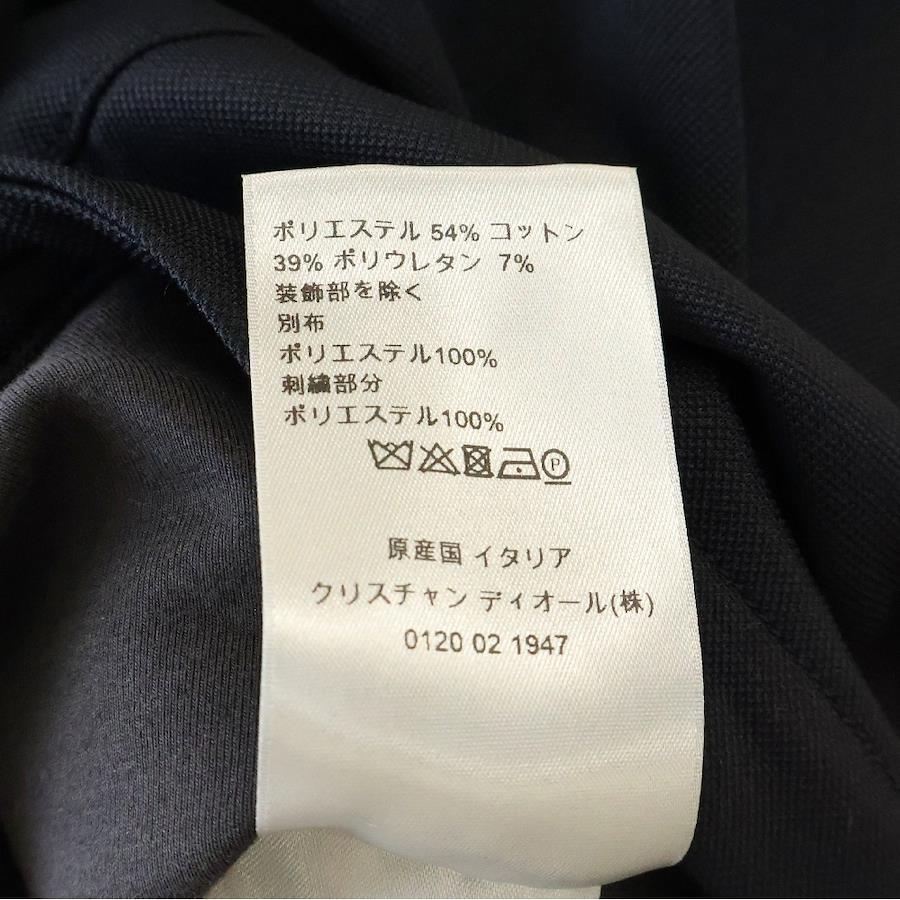 ポリエステル 54% コットン
39% ポリウレタン 7%
装飾部を除く
別布
ポリエステル100%
刺繍部分
ポリエステル100%
P
原産国 イタリア
クリスチャン ディオール(株)
0120 02 1947